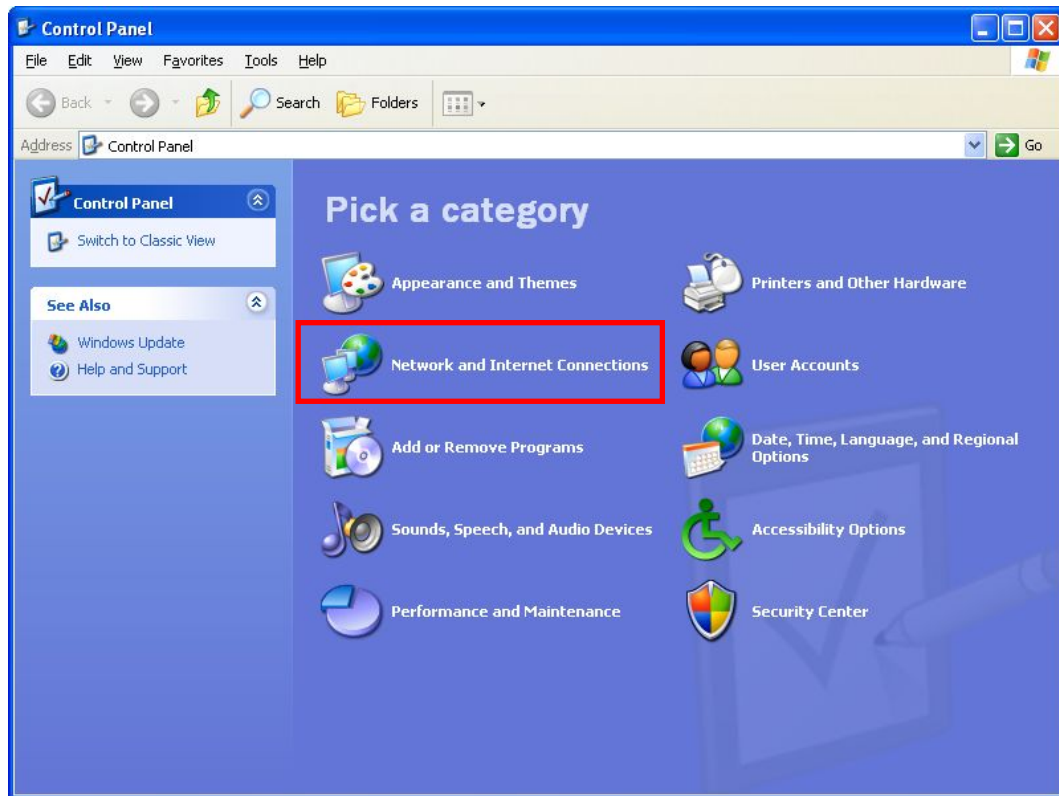 Control Panel
File Edit View Favorites Tools Help
Back Search Folders
Address Control Panel Go
Control Panel
Switch to Classic View
See Also
Windows Update
Help and Support
Pick a category
Appearance and Themes
Printers and Other Hardware
Network and Internet Connections
User Accounts
Add or Remove Programs
Date, Time, Language, and Regional
Options
Sounds, Speech, and Audio Devices
Accessibility Options
Performance and Maintenance
Security Center